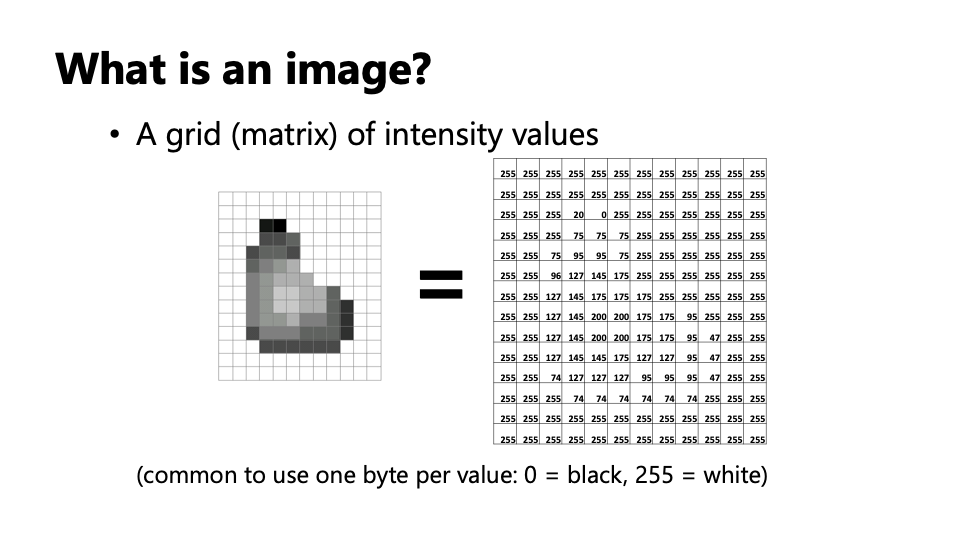 What is an image?
• A grid (matrix) of intensity values
255 255 255 255 255 255 255 255 255 255 255 255
255 255 255 255 255 255 255 255 255 255 255 255
255 255 255 20 0 255 255 255 255 255 255 255
255 255 255 75 75 75 255 255 255 255 255 255
255 255 75 95 95 75 255 255 255 255 255 255
255 255 96 127 145 175 255 255 255 255 255 255
255 255 127 145 175 175 175 255 255 255 255 255
255 255 127 145 200 200 175 175 95 255 255 255
255 255 127 145 200 200 175 175 95 47 255 255
255 255 127 145 145 175 127 127 95 47 255 255
255 255 74 127 127 127 95 95 95 47 255 255
255 255 255 74 74 74 74 74 74 255 255 255
255 255 255 255 255 255 255 255 255 255 255 255
255 255 255 255 255 255 255 255 255 255 255 255
=
(common to use one byte per value: 0 = black, 255 = white)